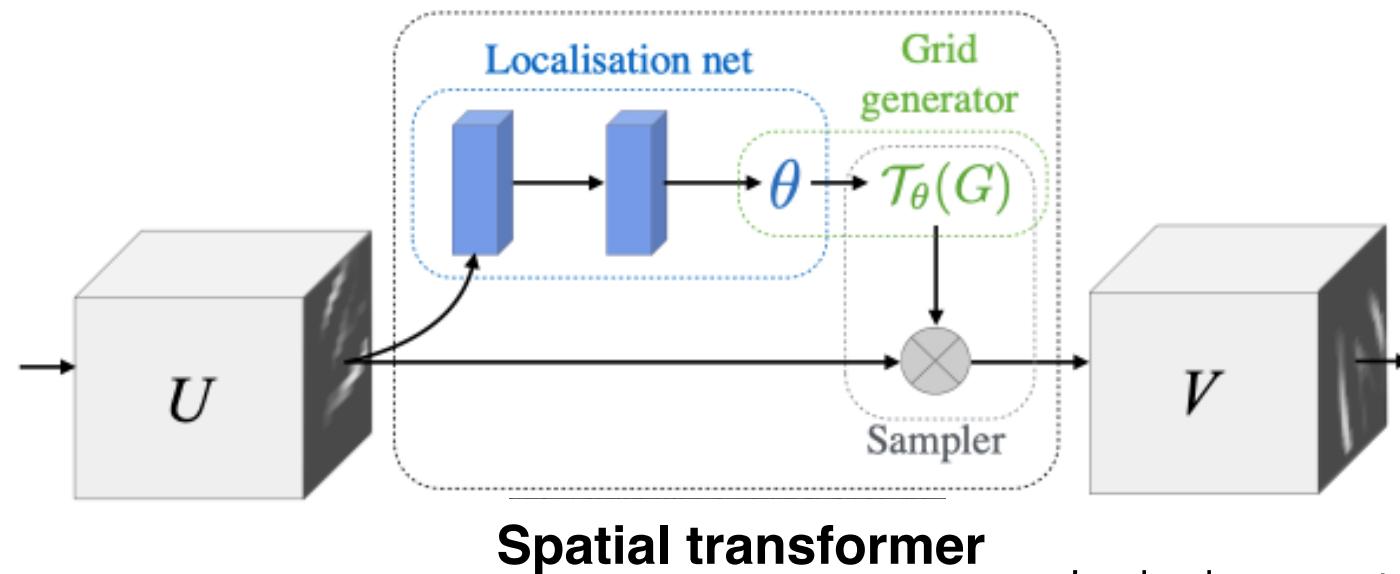 Localisation net
Grid
generator
θ
𝒯θ(G)
U
V
Sampler
Spatial transformer